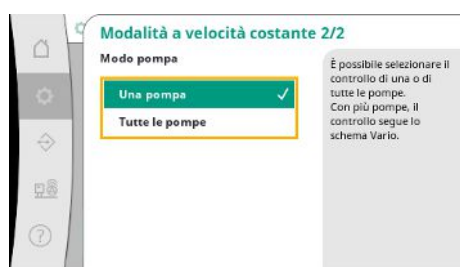 Modalità a velocità costante 2/2
Modo pompa
Una pompa
Tutte le pompe
È possibile selezionare il
controllo di una o di
tutte le pompe.
Con più pompe, il
controllo segue lo
schema Vario.